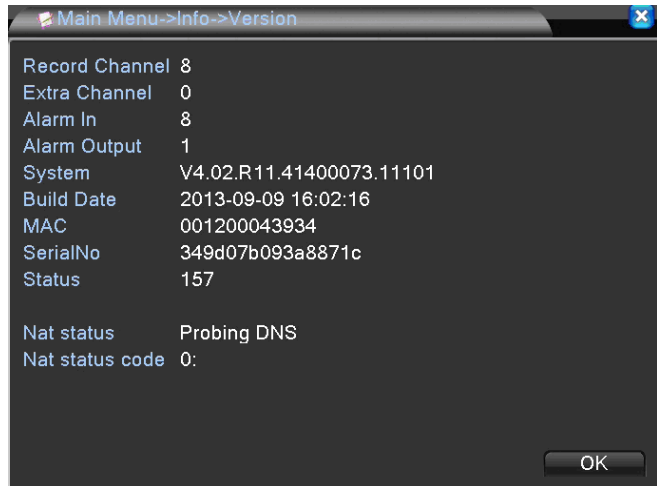 Main Menu->Info->Version
Record Channel 8
Extra Channel 0
Alarm In 8
Alarm Output 1
System V4.02.R11.41400073.11101
Build Date 2013-09-09 16:02:16
MAC 001200043934
SerialNo 349d07b093a8871c
Status 157
Nat status Probing DNS
Nat status code 0:
OK